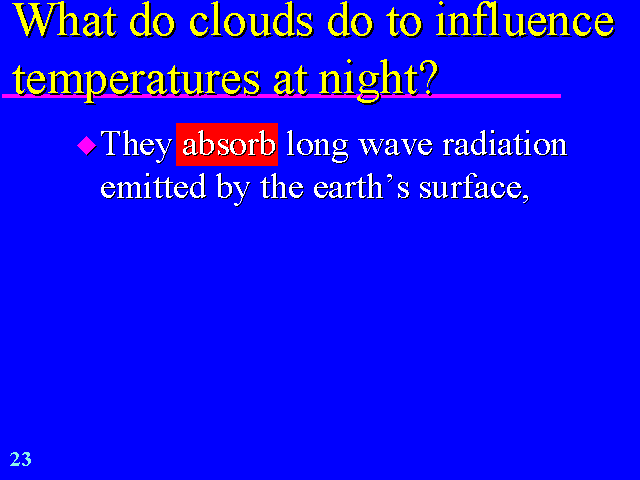 What do clouds do to influence
temperatures at night?
They absorb long wave radiation
emitted by the earth's surface,
23